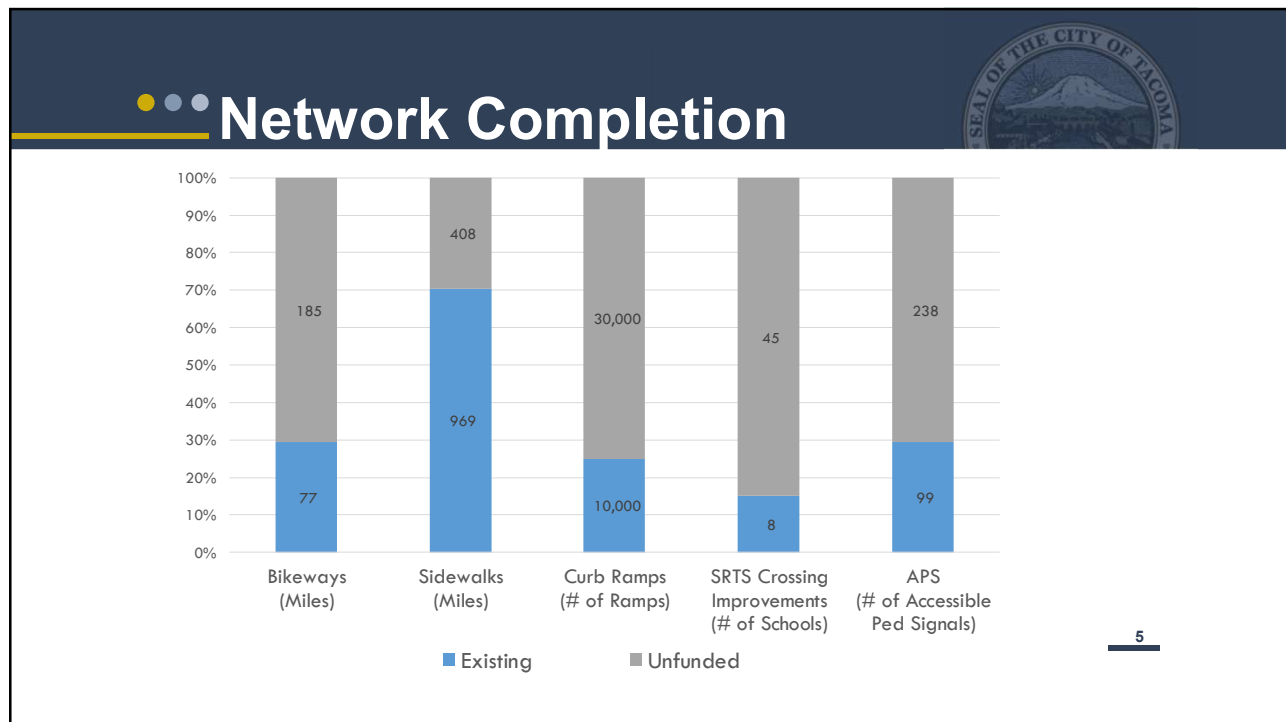 SEAL OF THE CITY OF TACOMA
Network Completion
100%
90%
80%
70%
60%
50%
40%
30%
20%
10%
0%
185
77
408
969
30,000
10,000
45
8
238
99
Bikeways
(Miles)
Sidewalks
(Miles)
Curb Ramps
(# of Ramps)
SRTS Crossing
Improvements
(# of Schools)
APS
(# of Accessible
Ped Signals)
Existing
Unfunded
5